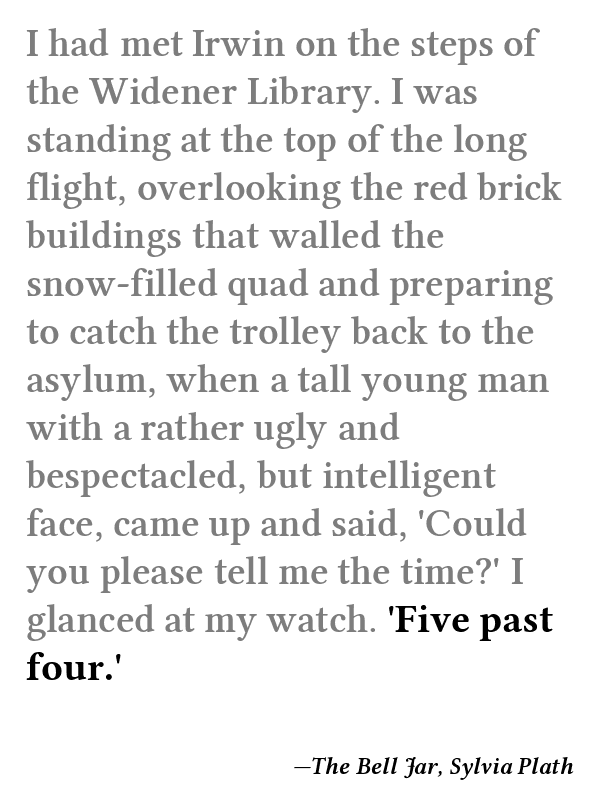 I had met Irwin on the steps of
the Widener Library. I was
standing at the top of the long
flight, overlooking the red brick
buildings that walled the
snow-filled quad and preparing
to catch the trolley back to the
asylum, when a tall young man
with a rather ugly and
bespectacled, but intelligent
face, came up and said, 'Could
you please tell me the time?' I
glanced at my watch. 'Five past
four.'
—The Bell Jar, Sylvia Plath